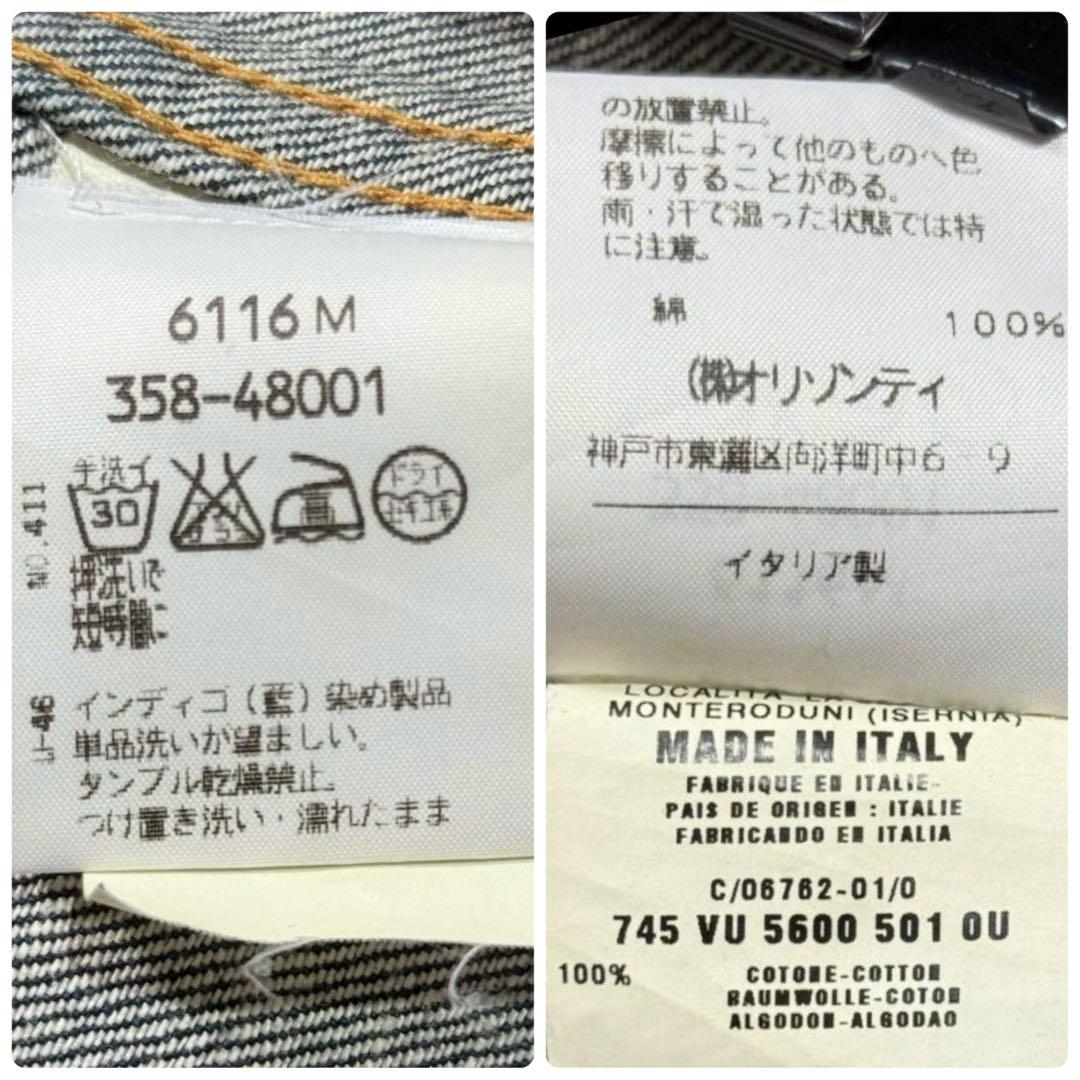 6116 M
358-48001
手洗イ
30
高
ドライ
セキユ系
NO.411
押洗いで
短時間に
インディゴ（藍）染め製品
単品洗いが望ましい。
タンブル乾燥禁止。
つけ置き洗い・濡れたまま
の放置禁止。
摩擦によって他のものへ色
移りすることがある。
雨・汗で湿った状態では特
に注意。
綿 100%
(株)オリゾンティ
神戸市東灘区向洋町中6 9
イタリア製
LOCALITA
MONTERODUNI (ISERNIA)
MADE IN ITALY
FABRIQUE EN ITALIE-
PAIS DE ORIGEN : ITALIE
FABRICANDO EN ITALIA
C/06762-01/0
745 VU 5600 501 0U
100% COTONE-COTTON
BAUMWOLLE-COTON
ALGODON-ALGODAO